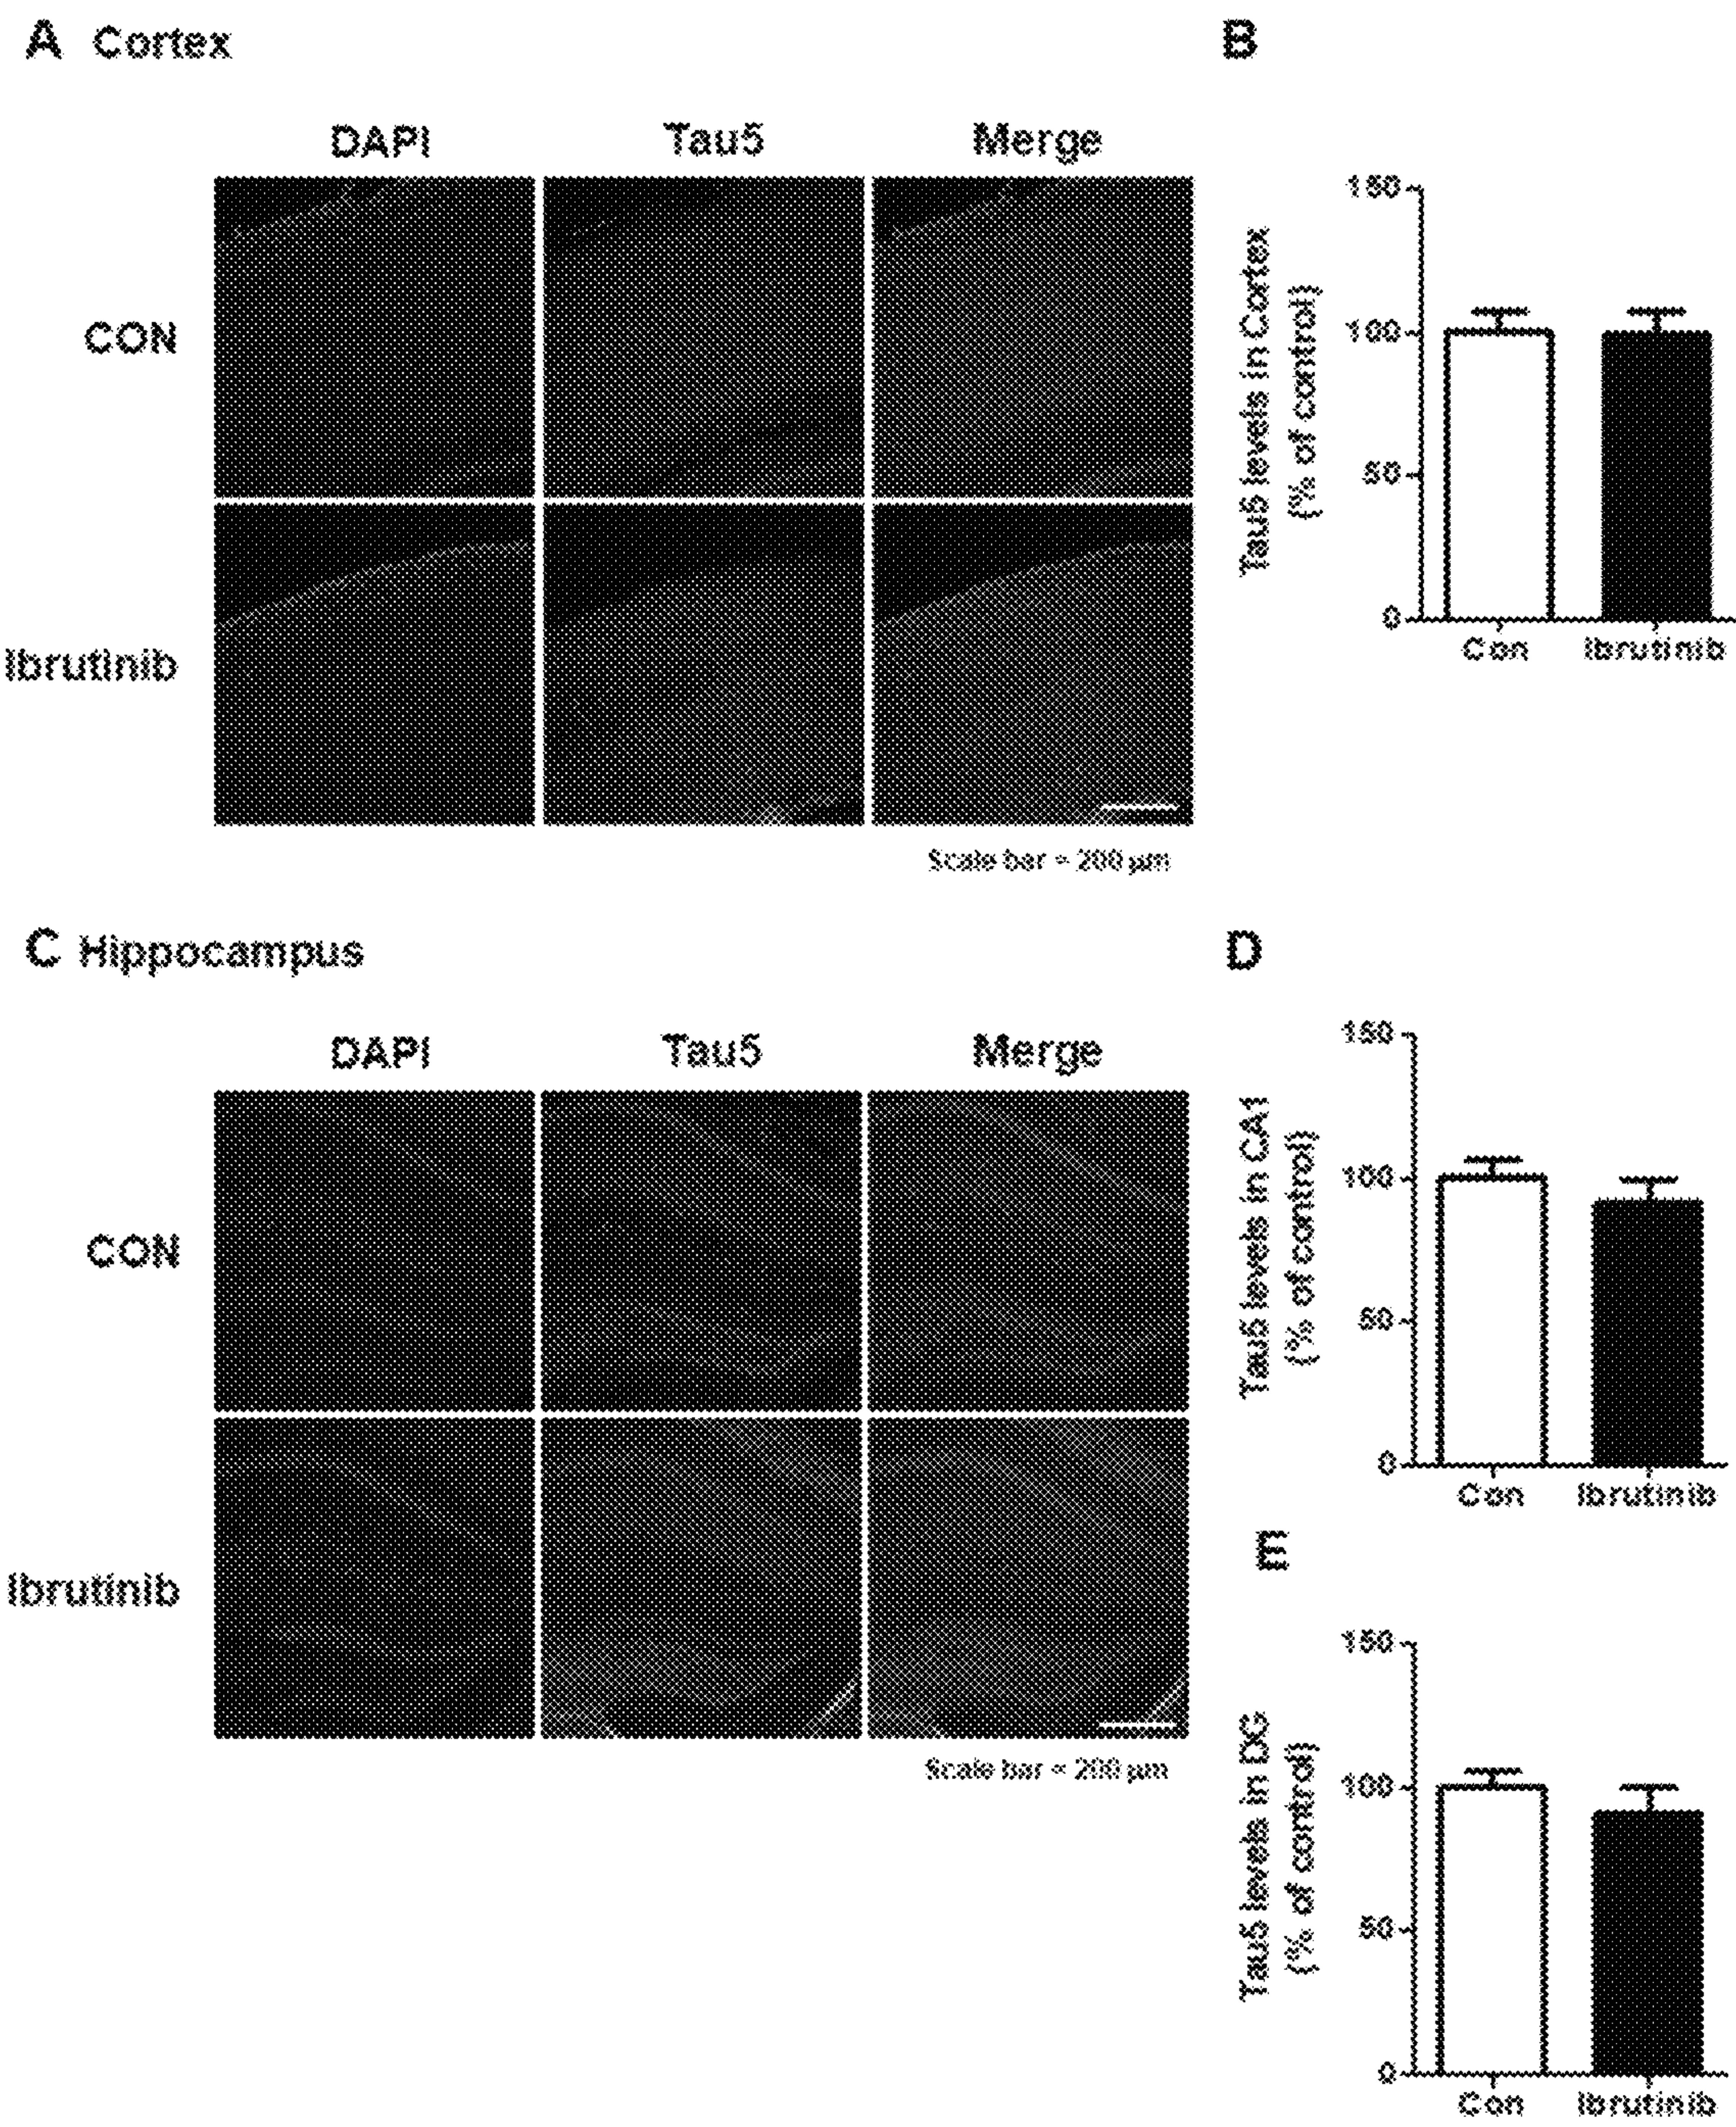 A Cortex
DAPI Tau5 Merge
CON
Ibrutinib
Scale bar = 200 µm
B
Tau5 levels in Cortex
(% of control)
150
100
50
0
Con Ibrutinib
C Hippocampus
DAPI Tau5 Merge
CON
Ibrutinib
Scale bar = 200 µm
D
Tau5 levels in CA1
(% of control)
150
100
50
0
Con Ibrutinib
E
Tau5 levels in DG
(% of control)
150
100
50
0
Con Ibrutinib